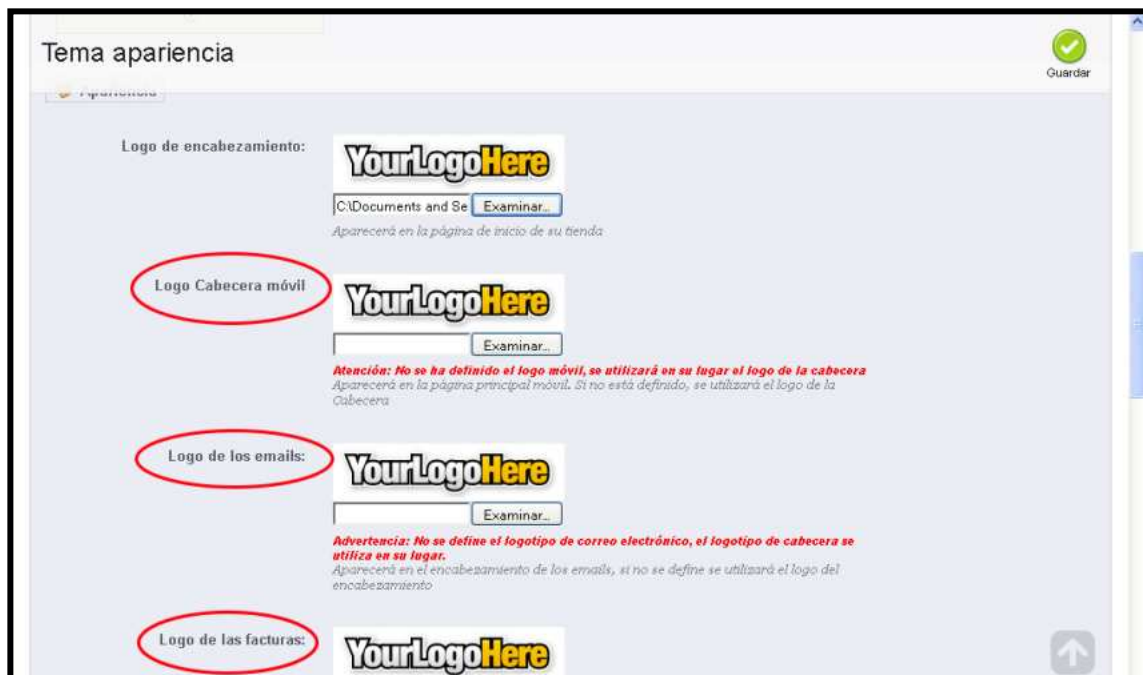 Tema apariencia
Guardar
Apariencia
Logo de encabezamiento:
YourLogoHere
C:\Documents and Se
Examinar...
Aparecerá en la página de inicio de su tienda
Logo Cabecera móvil
YourLogoHere
Examinar...
Atención: No se ha definido el logo móvil, se utilizará en su lugar el logo de la cabecera
Aparecerá en la página principal móvil. Si no está definido, se utilizará el logo de la
Cabecera
Logo de los emails:
YourLogoHere
Examinar...
Advertencia: No se define el logotipo de correo electrónico, el logotipo de cabecera se
utiliza en su lugar.
Aparecerá en el encabezamiento de los emails, si no se define se utilizará el logo del
encabezamiento
Logo de las facturas:
YourLogoHere